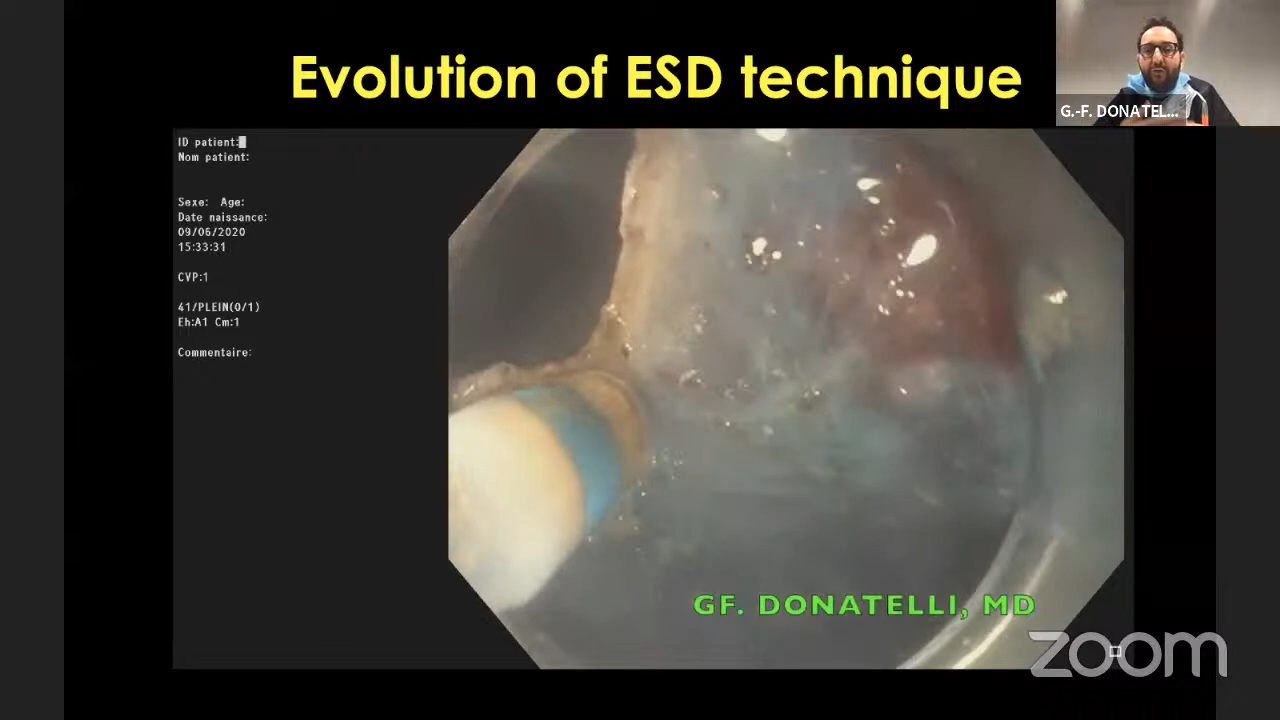 Evolution of ESD technique
G.-F. DONATEL...
ID patient:
Nom patient:
Sexe: Age:
Date naissance:
09/06/2020
15:33:31
CVP:1
41/PLEIN(0/1)
Eh:A1 Cm:1
Commentaire:
GF. DONATELLI, MD
zoom